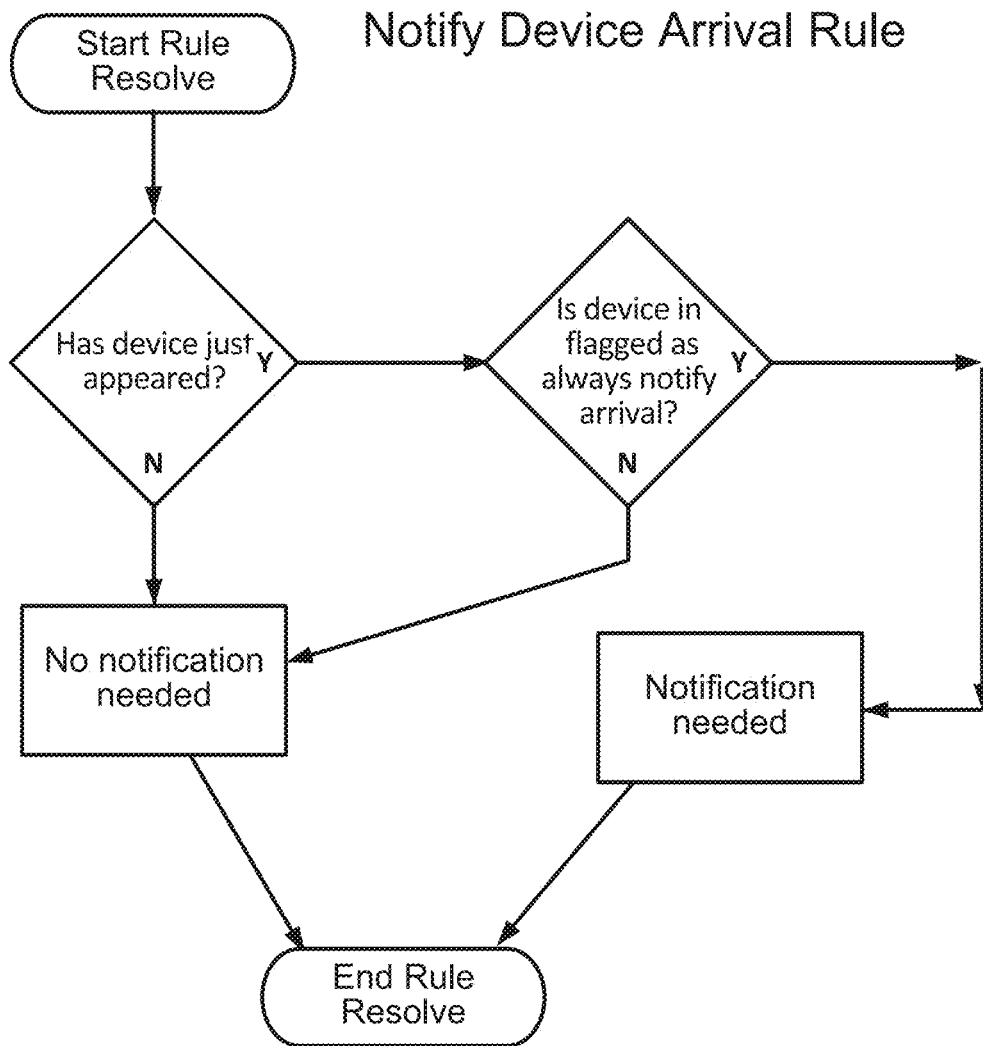 Notify Device Arrival Rule
Start Rule
Resolve
Has device just
appeared?
Y
N
Is device in
flagged as
always notify
arrival?
Y
N
No notification
needed
Notification
needed
End Rule
Resolve